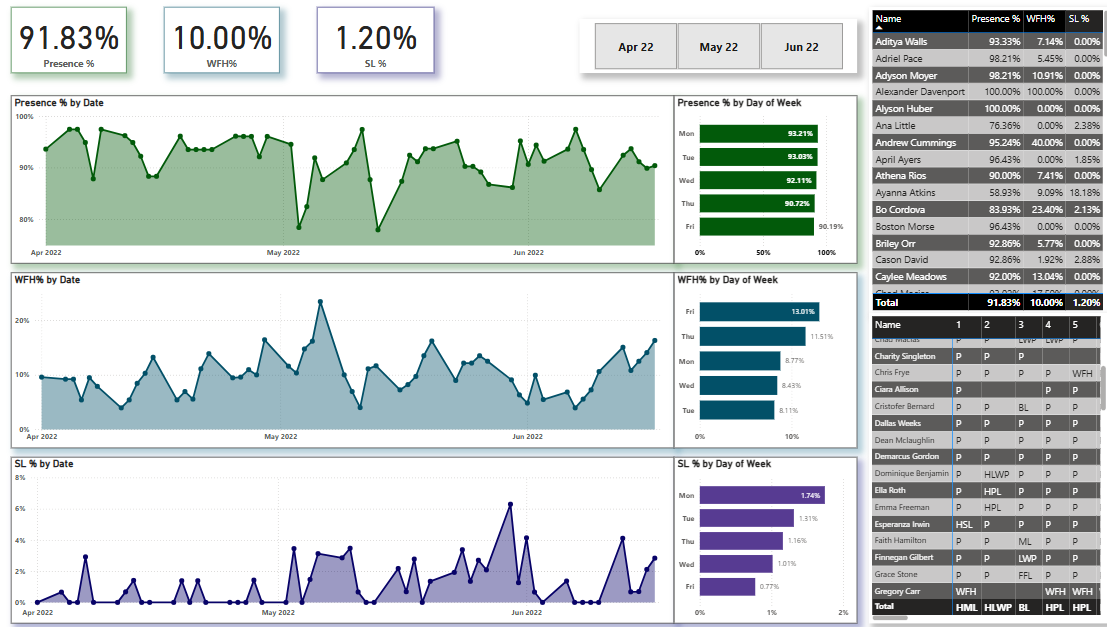 91.83%
Presence %
10.00%
WFH%
1.20%
SL %
Apr 22 May 22 Jun 22
Presence % by Date
100%
90%
80%
Apr 2022 May 2022 Jun 2022
Presence % by Day of Week
Mon 93.21%
Tue 93.03%
Wed 92.11%
Thu 90.72%
Fri 90.19%
0% 50% 100%
WFH% by Date
20%
10%
0%
Apr 2022 May 2022 Jun 2022
WFH% by Day of Week
Fri 13.01%
Thu 11.51%
Mon 8.77%
Wed 8.43%
Tue 8.11%
0% 10%
SL % by Date
8%
6%
4%
2%
0%
Apr 2022 May 2022 Jun 2022
SL % by Day of Week
Mon 1.74%
Tue 1.31%
Thu 1.16%
Wed 1.01%
Fri 0.77%
0% 1% 2%
Name Presence % WFH% SL %
Aditya Walls 93.33% 7.14% 0.00%
Adriel Pace 98.21% 5.45% 0.00%
Adyson Moyer 98.21% 10.91% 0.00%
Alexander Davenport 100.00% 100.00% 0.00%
Alyson Huber 100.00% 0.00% 0.00%
Ana Little 76.36% 0.00% 2.38%
Andrew Cummings 95.24% 40.00% 0.00%
April Ayers 96.43% 0.00% 1.85%
Athena Rios 90.00% 7.41% 0.00%
Ayanna Atkins 58.93% 9.09% 18.18%
Bo Cordova 83.93% 23.40% 2.13%
Boston Morse 96.43% 0.00% 0.00%
Briley Orr 92.86% 5.77% 0.00%
Cason David 92.86% 1.92% 2.88%
Caylee Meadows 92.00% 13.04% 0.00%
Total 91.83% 10.00% 1.20%
Name 1 2 3 4 5
Chad Macias P P LWP LWP P
Charity Singleton P P P
Chris Frye P P P P WFH
Ciara Allison P P P
Cristofer Bernard P P BL P P
Dallas Weeks P P P P P
Dean Mclaughlin P P P P P
Demarcus Gordon P P P P P
Dominique Benjamin P HLWP P P P
Ella Roth P HPL P P P
Emma Freeman P HPL P P P
Esperanza Irwin HSL P P P P
Faith Hamilton P P ML P P
Finnegan Gilbert P P LWP P P
Grace Stone P P FFL P P
Gregory Carr WFH WFH WFH
Total HML HLWP BL HPL HPL